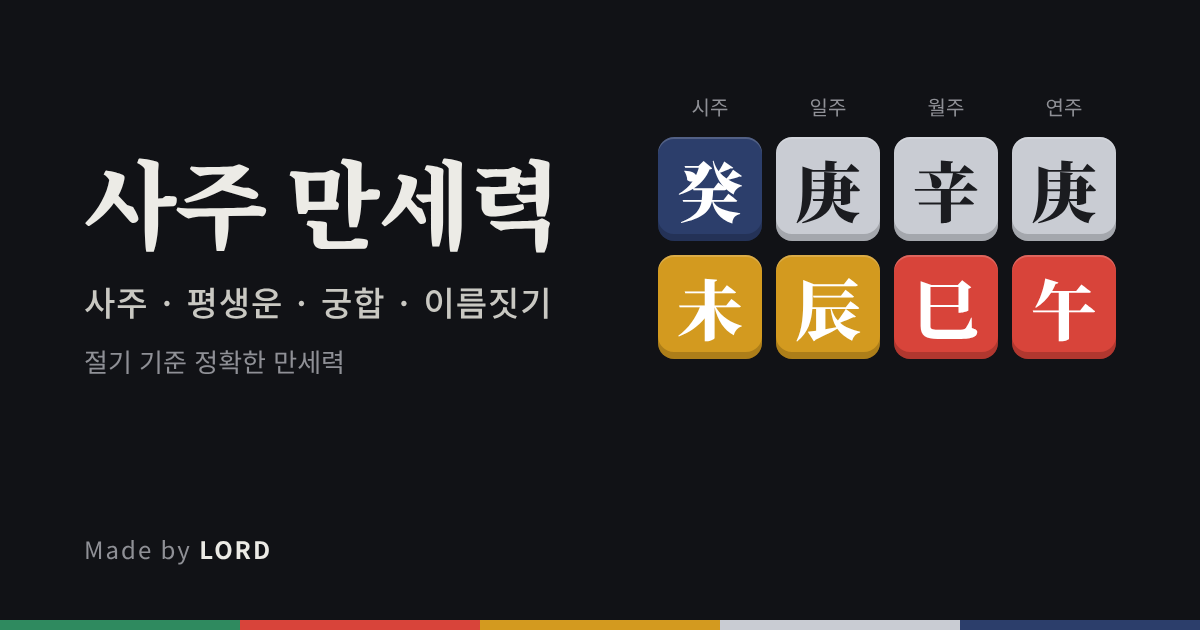 사주 만세력
사주 · 평생운 · 궁합 · 이름짓기
절기 기준 정확한 만세력
시주 일주 월주 연주
癸 庚 辛 庚
未 辰 巳 午
Made by LORD